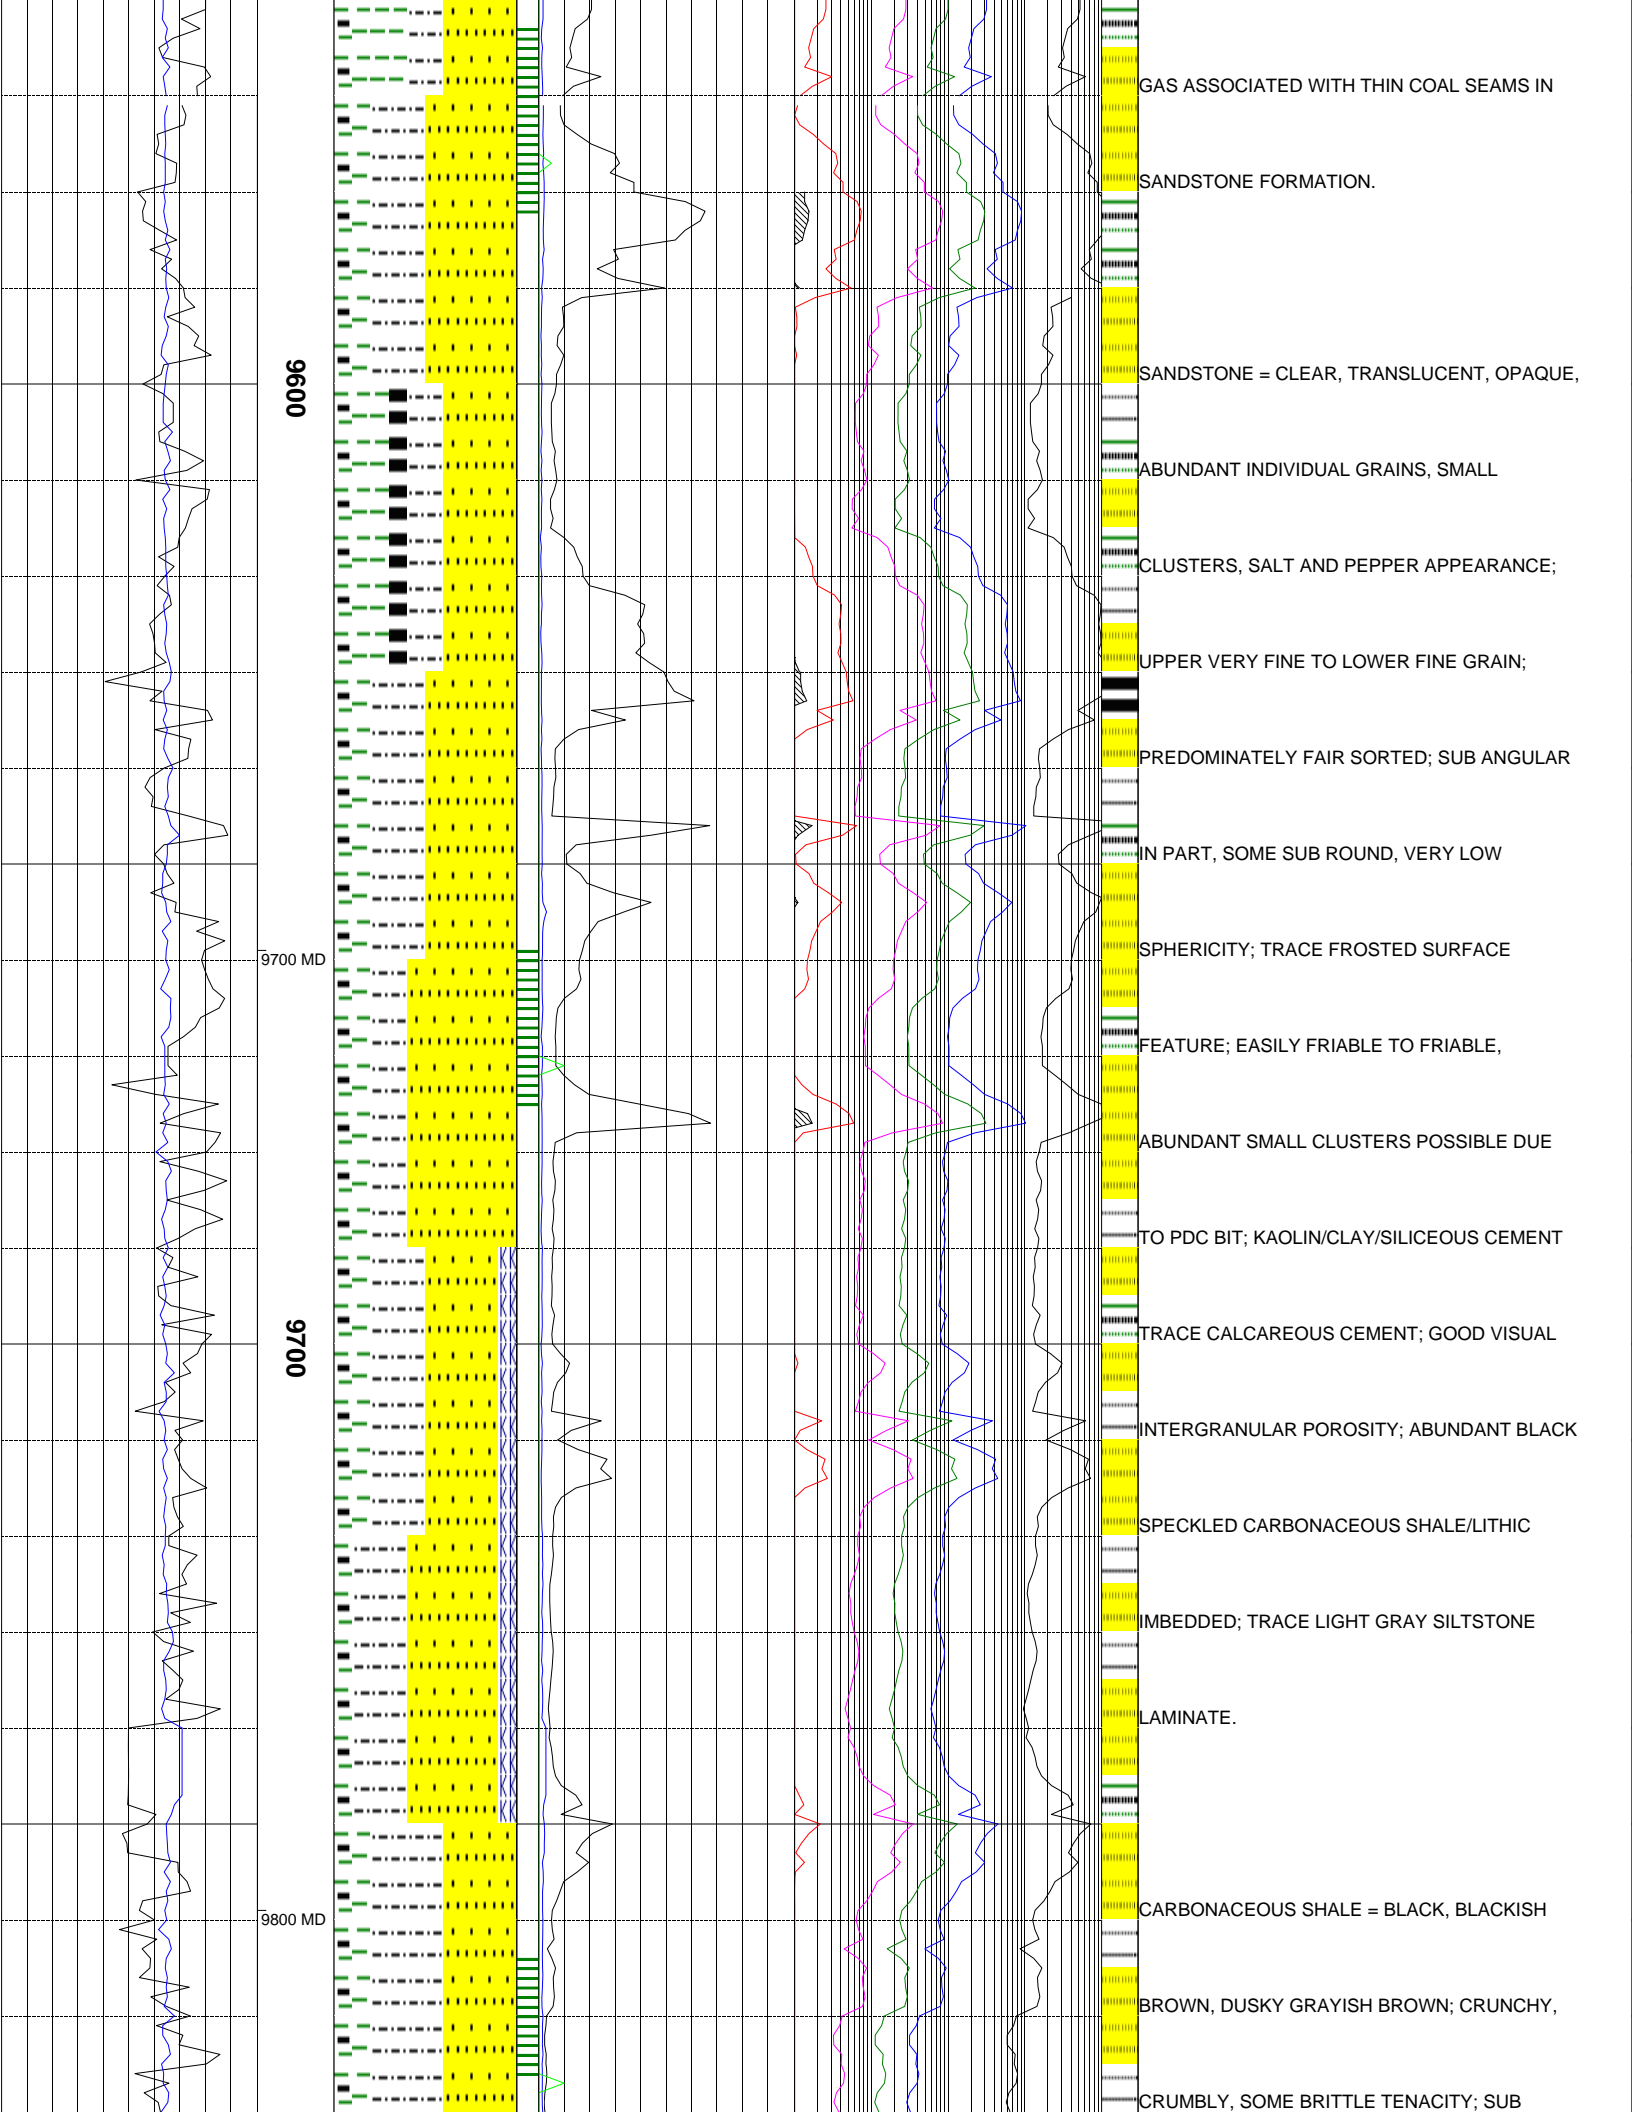 GAS ASSOCIATED WITH THIN COAL SEAMS IN
SANDSTONE FORMATION.
9600
SANDSTONE = CLEAR, TRANSLUCENT, OPAQUE,
ABUNDANT INDIVIDUAL GRAINS, SMALL
CLUSTERS, SALT AND PEPPER APPEARANCE;
UPPER VERY FINE TO LOWER FINE GRAIN;
PREDOMINATELY FAIR SORTED; SUB ANGULAR
IN PART, SOME SUB ROUND, VERY LOW
SPHERICITY; TRACE FROSTED SURFACE
9700 MD
FEATURE; EASILY FRIABLE TO FRIABLE,
ABUNDANT SMALL CLUSTERS POSSIBLE DUE
TO PDC BIT; KAOLIN/CLAY/SILICEOUS CEMENT
TRACE CALCAREOUS CEMENT; GOOD VISUAL
9700
INTERGRANULAR POROSITY; ABUNDANT BLACK
SPECKLED CARBONACEOUS SHALE/LITHIC
IMBEDDED; TRACE LIGHT GRAY SILTSTONE
LAMINATE.
CARBONACEOUS SHALE = BLACK, BLACKISH
9800 MD
BROWN, DUSKY GRAYISH BROWN; CRUNCHY,
CRUMBLY, SOME BRITTLE TENACITY; SUB